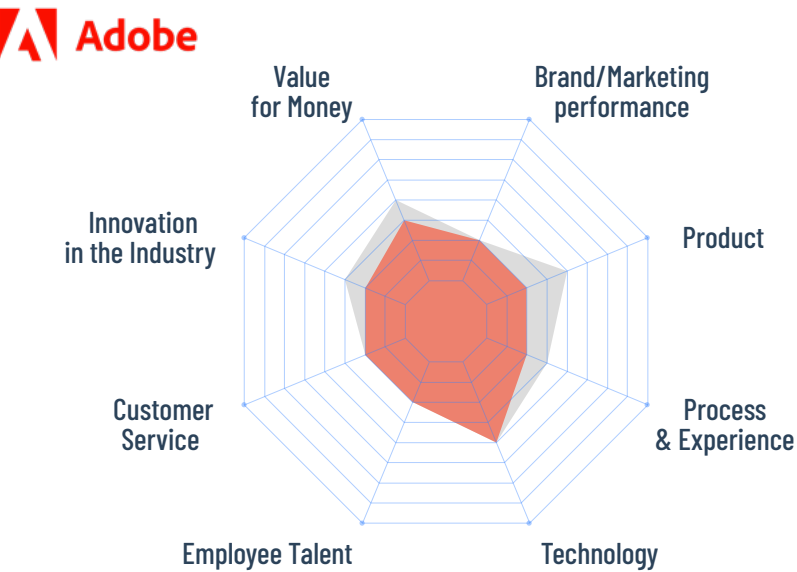 Adobe
Value
for Money
Brand/Marketing
performance
Innovation
in the Industry
Product
Customer
Service
Process
& Experience
Employee Talent
Technology